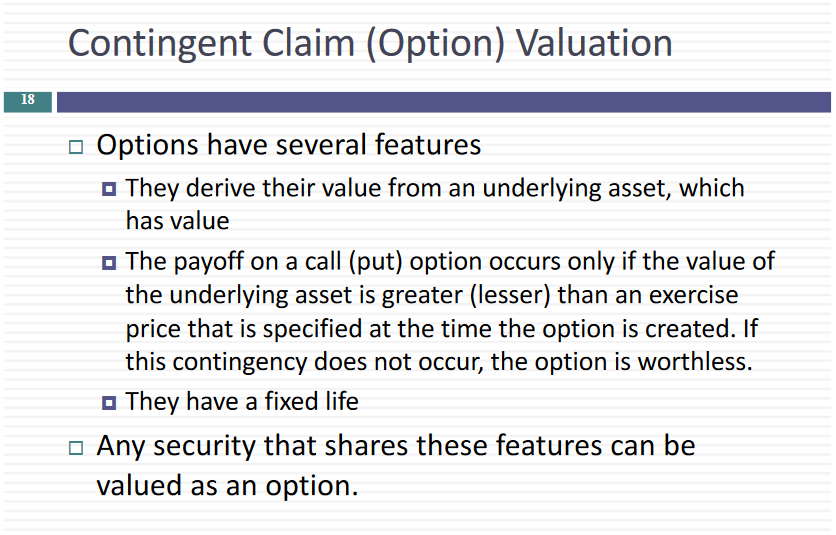 Contingent Claim (Option) Valuation
18
Options have several features
They derive their value from an underlying asset, which
has value
The payoff on a call (put) option occurs only if the value of
the underlying asset is greater (lesser) than an exercise
price that is specified at the time the option is created. If
this contingency does not occur, the option is worthless.
They have a fixed life
Any security that shares these features can be
valued as an option.